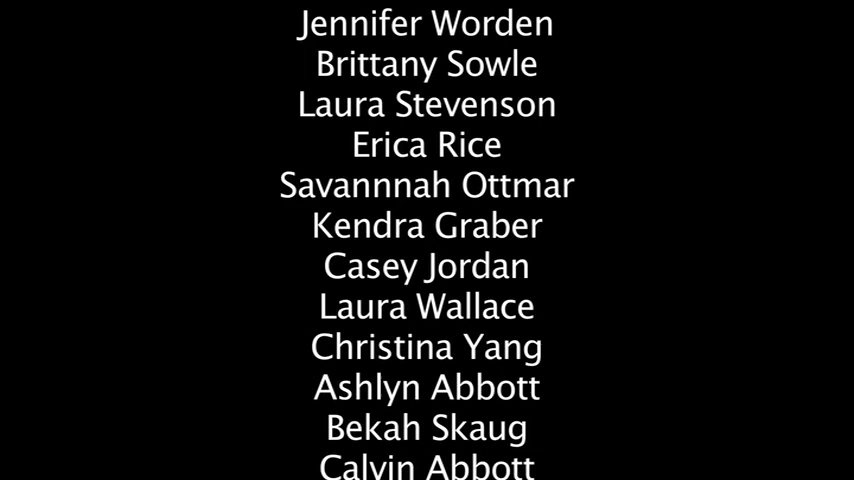 Jennifer Worden
Brittany Sowle
Laura Stevenson
Erica Rice
Savannnah Ottmar
Kendra Graber
Casey Jordan
Laura Wallace
Christina Yang
Ashlyn Abbott
Bekah Skaug
Calvin Abbott